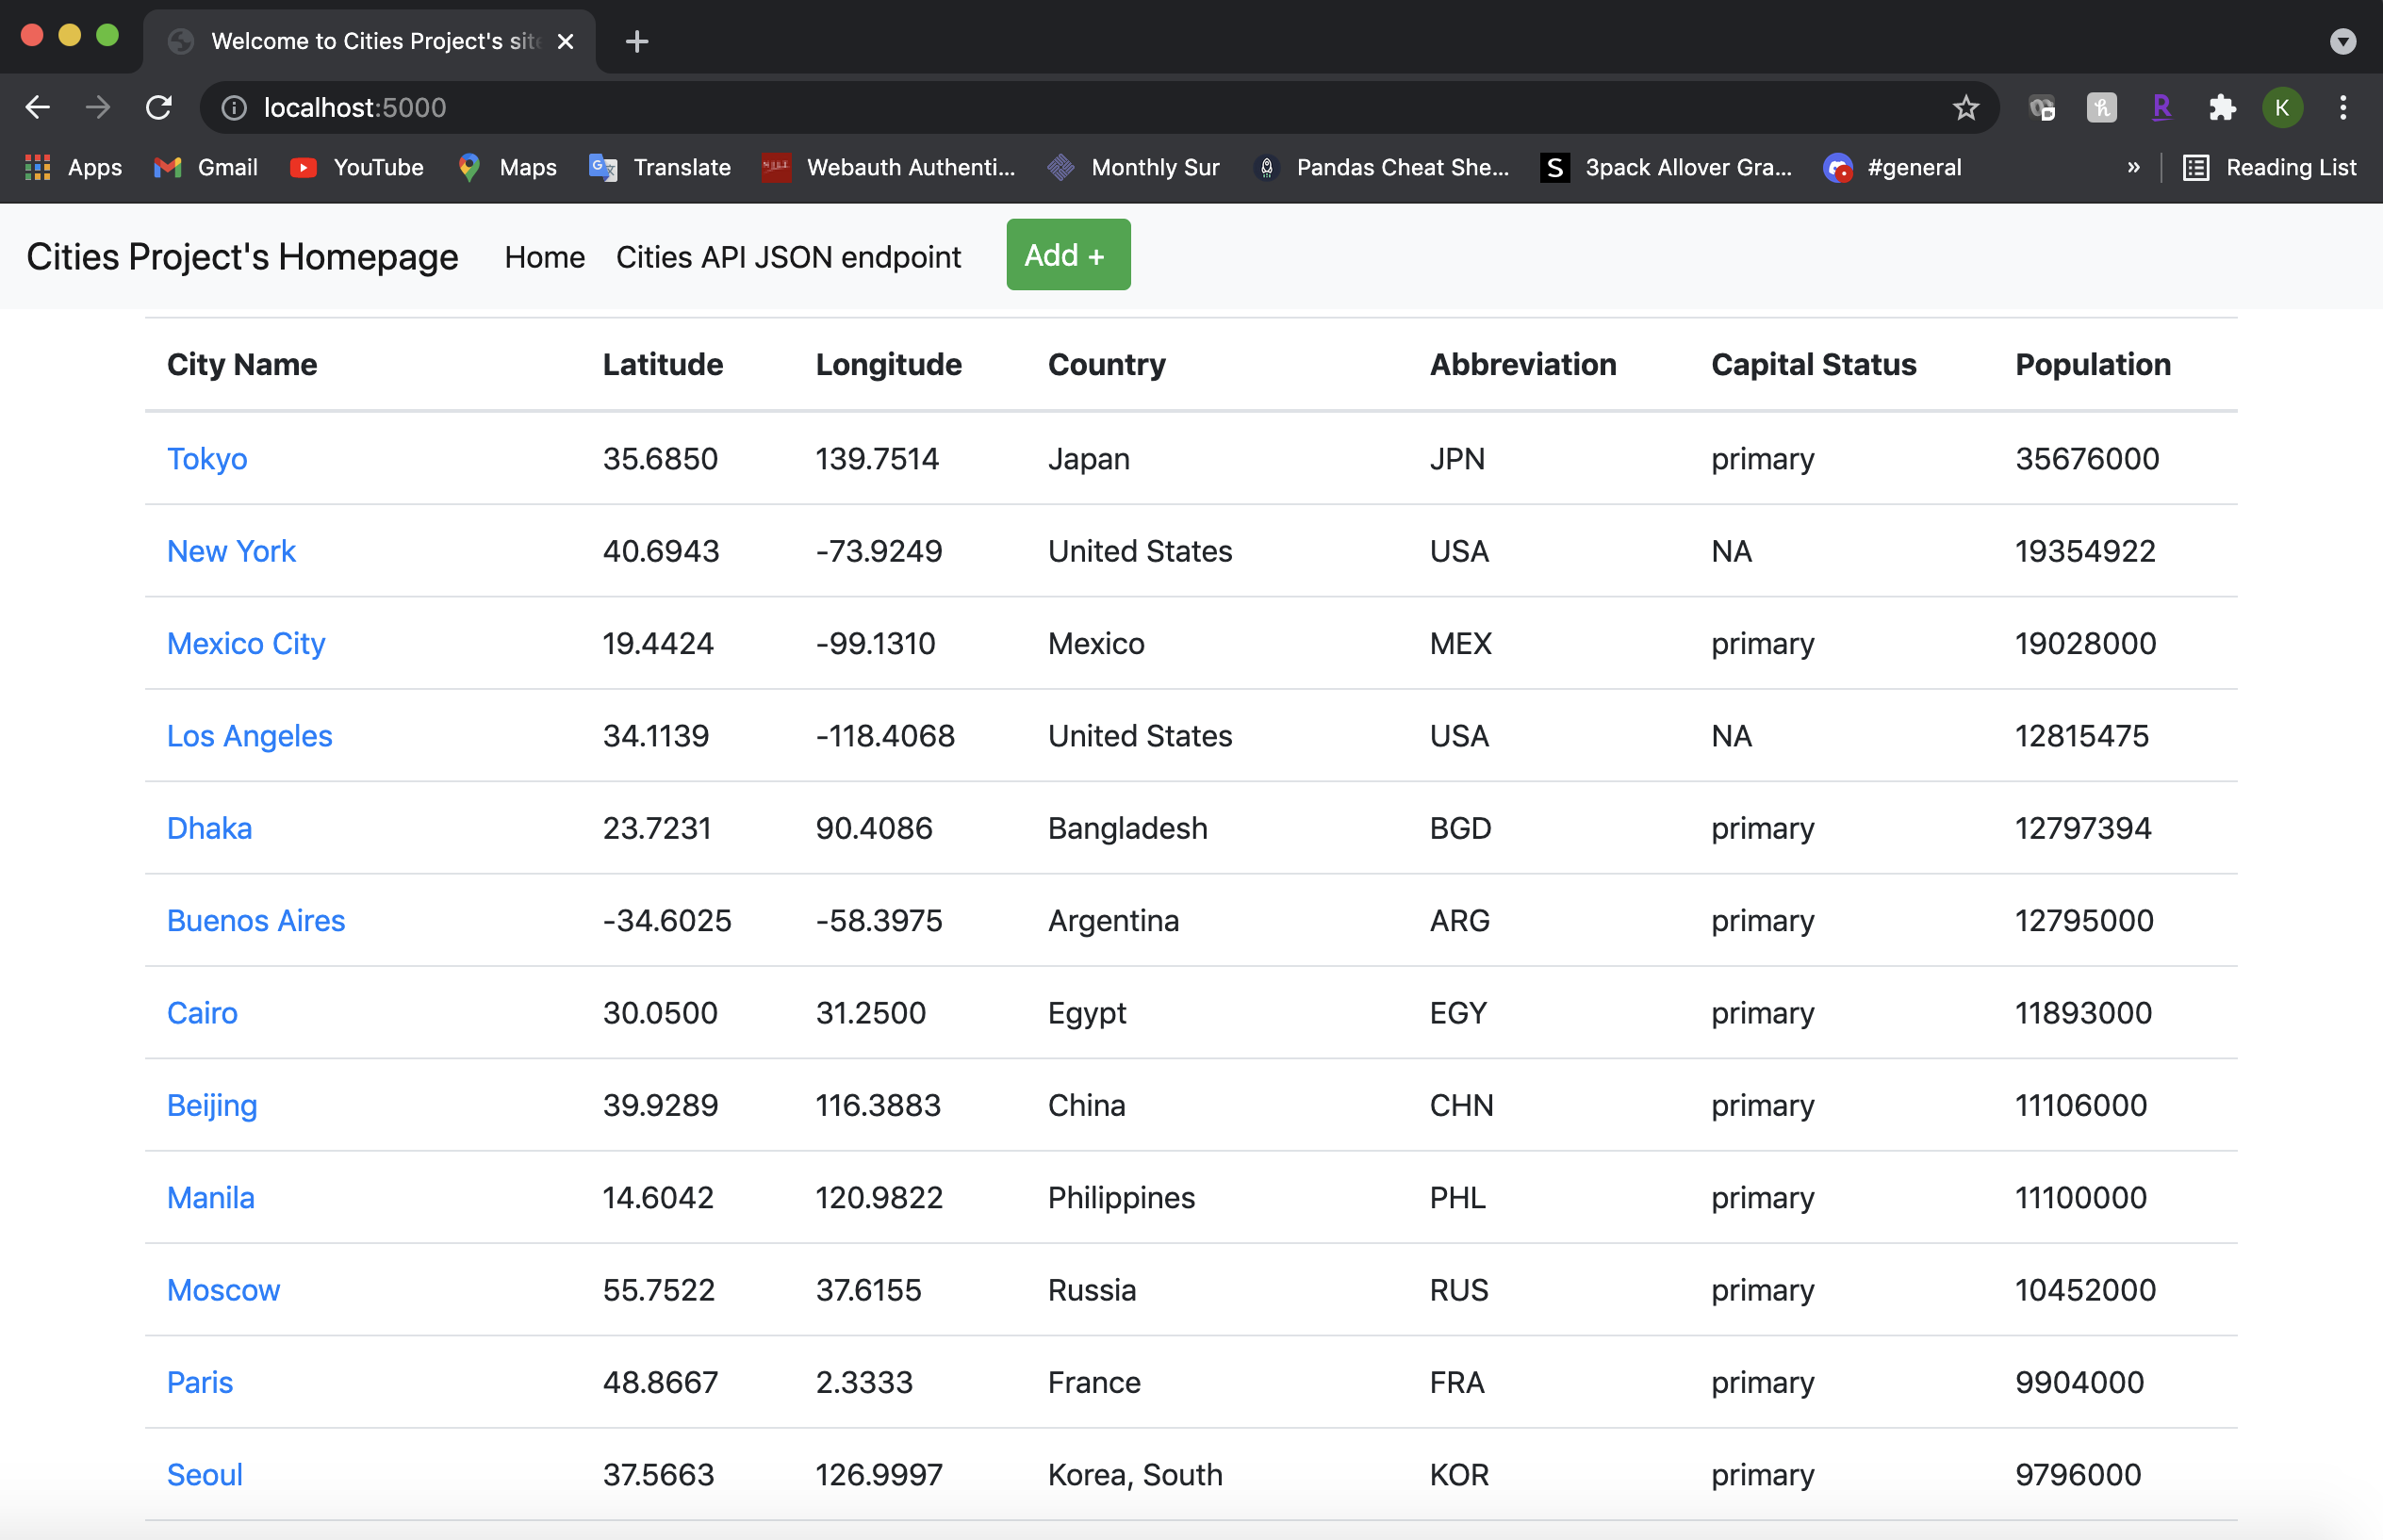 Welcome to Cities Project's site
localhost:5000
K
Apps Gmail YouTube Maps Translate Webauth Authenti... Monthly Sur Pandas Cheat She... S 3pack Allover Gra... #general » Reading List
Cities Project's Homepage Home Cities API JSON endpoint Add +
City Name Latitude Longitude Country Abbreviation Capital Status Population
Tokyo 35.6850 139.7514 Japan JPN primary 35676000
New York 40.6943 -73.9249 United States USA NA 19354922
Mexico City 19.4424 -99.1310 Mexico MEX primary 19028000
Los Angeles 34.1139 -118.4068 United States USA NA 12815475
Dhaka 23.7231 90.4086 Bangladesh BGD primary 12797394
Buenos Aires -34.6025 -58.3975 Argentina ARG primary 12795000
Cairo 30.0500 31.2500 Egypt EGY primary 11893000
Beijing 39.9289 116.3883 China CHN primary 11106000
Manila 14.6042 120.9822 Philippines PHL primary 11100000
Moscow 55.7522 37.6155 Russia RUS primary 10452000
Paris 48.8667 2.3333 France FRA primary 9904000
Seoul 37.5663 126.9997 Korea, South KOR primary 9796000